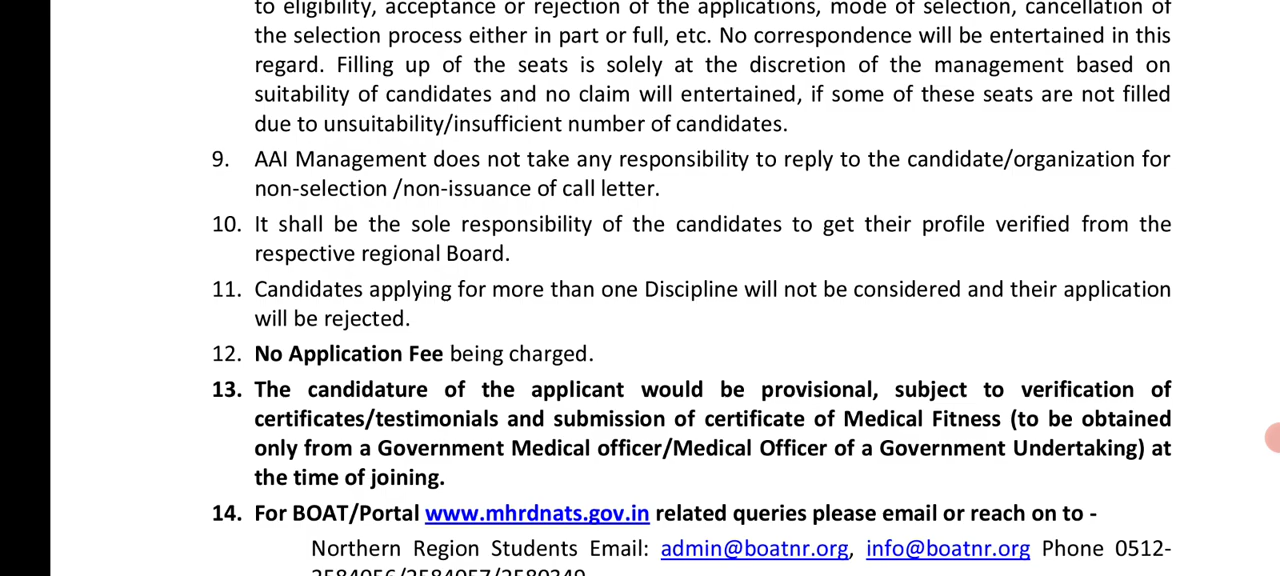 to eligibility, acceptance or rejection of the applications, mode of selection, cancellation of
the selection process either in part or full, etc. No correspondence will be entertained in this
regard. Filling up of the seats is solely at the discretion of the management based on
suitability of candidates and no claim will entertained, if some of these seats are not filled
due to unsuitability/insufficient number of candidates.
9. AAI Management does not take any responsibility to reply to the candidate/organization for
non-selection /non-issuance of call letter.
10. It shall be the sole responsibility of the candidates to get their profile verified from the
respective regional Board.
11. Candidates applying for more than one Discipline will not be considered and their application
will be rejected.
12. No Application Fee being charged.
13. The candidature of the applicant would be provisional, subject to verification of
certificates/testimonials and submission of certificate of Medical Fitness (to be obtained
only from a Government Medical officer/Medical Officer of a Government Undertaking) at
the time of joining.
14. For BOAT/Portal www.mhrdnats.gov.in related queries please email or reach on to -
Northern Region Students Email: admin@boatnr.org, info@boatnr.org Phone 0512-